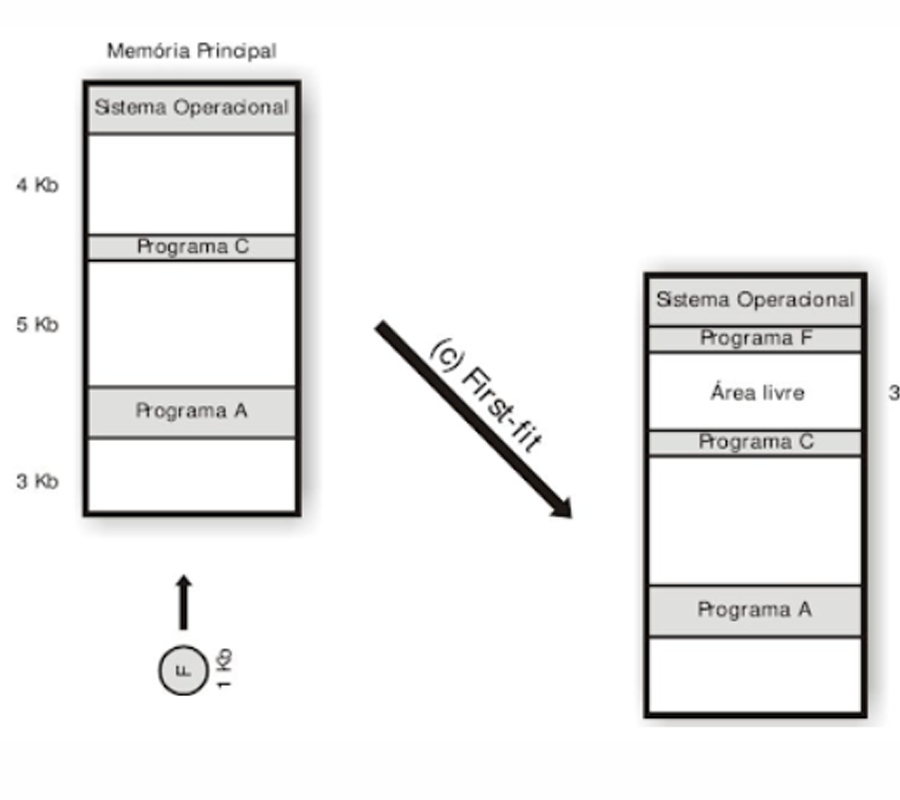 Memória Principal
Sistema Operacional
4 Kb
Programa C
5 Kb
Programa A
3 Kb
F
1 Kb
(c) First-fit
Sistema Operacional
Programa F
Área livre
3
Programa C
Programa A